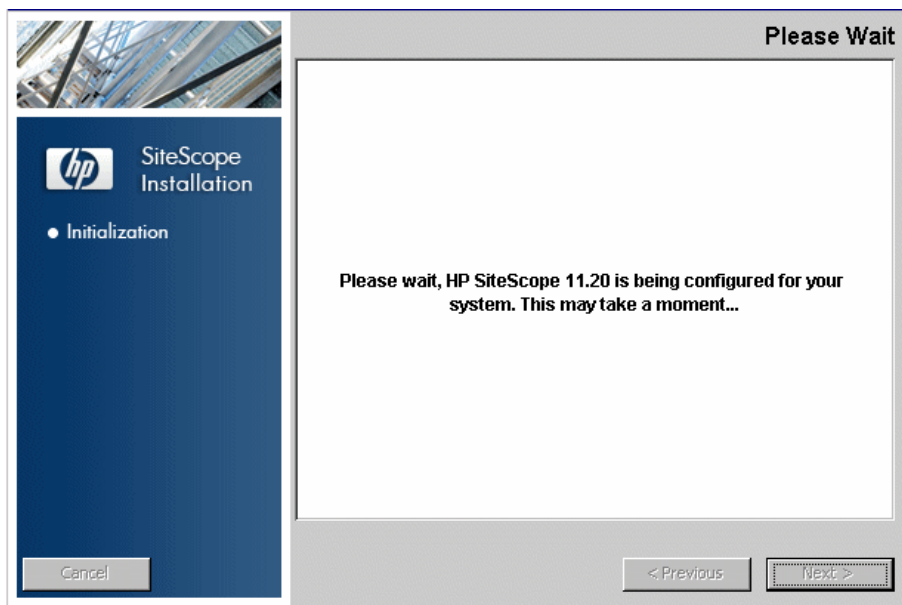 Please Wait
hp
SiteScope
Installation
Initialization
Please wait, HP SiteScope 11.20 is being configured for your
system. This may take a moment...
Cancel
< Previous
Next >